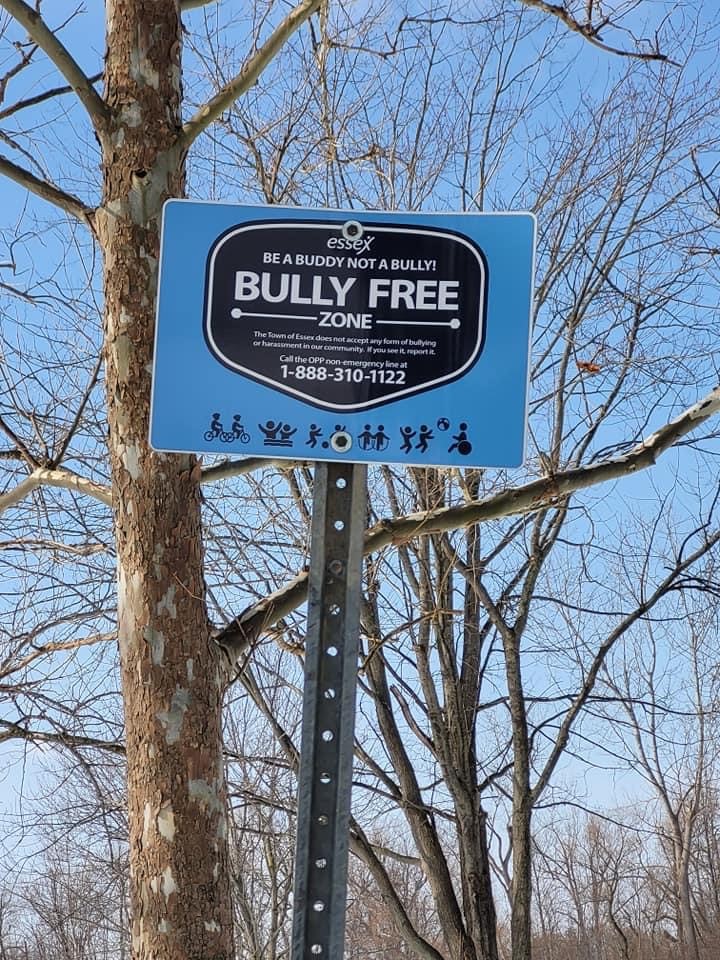 essex
BE A BUDDY NOT A BULLY!
BULLY FREE
ZONE
The Town of Essex does not accept any form of bullying
or harassment in our community. If you see it, report it.
Call the OPP non-emergency line at
1-888-310-1122